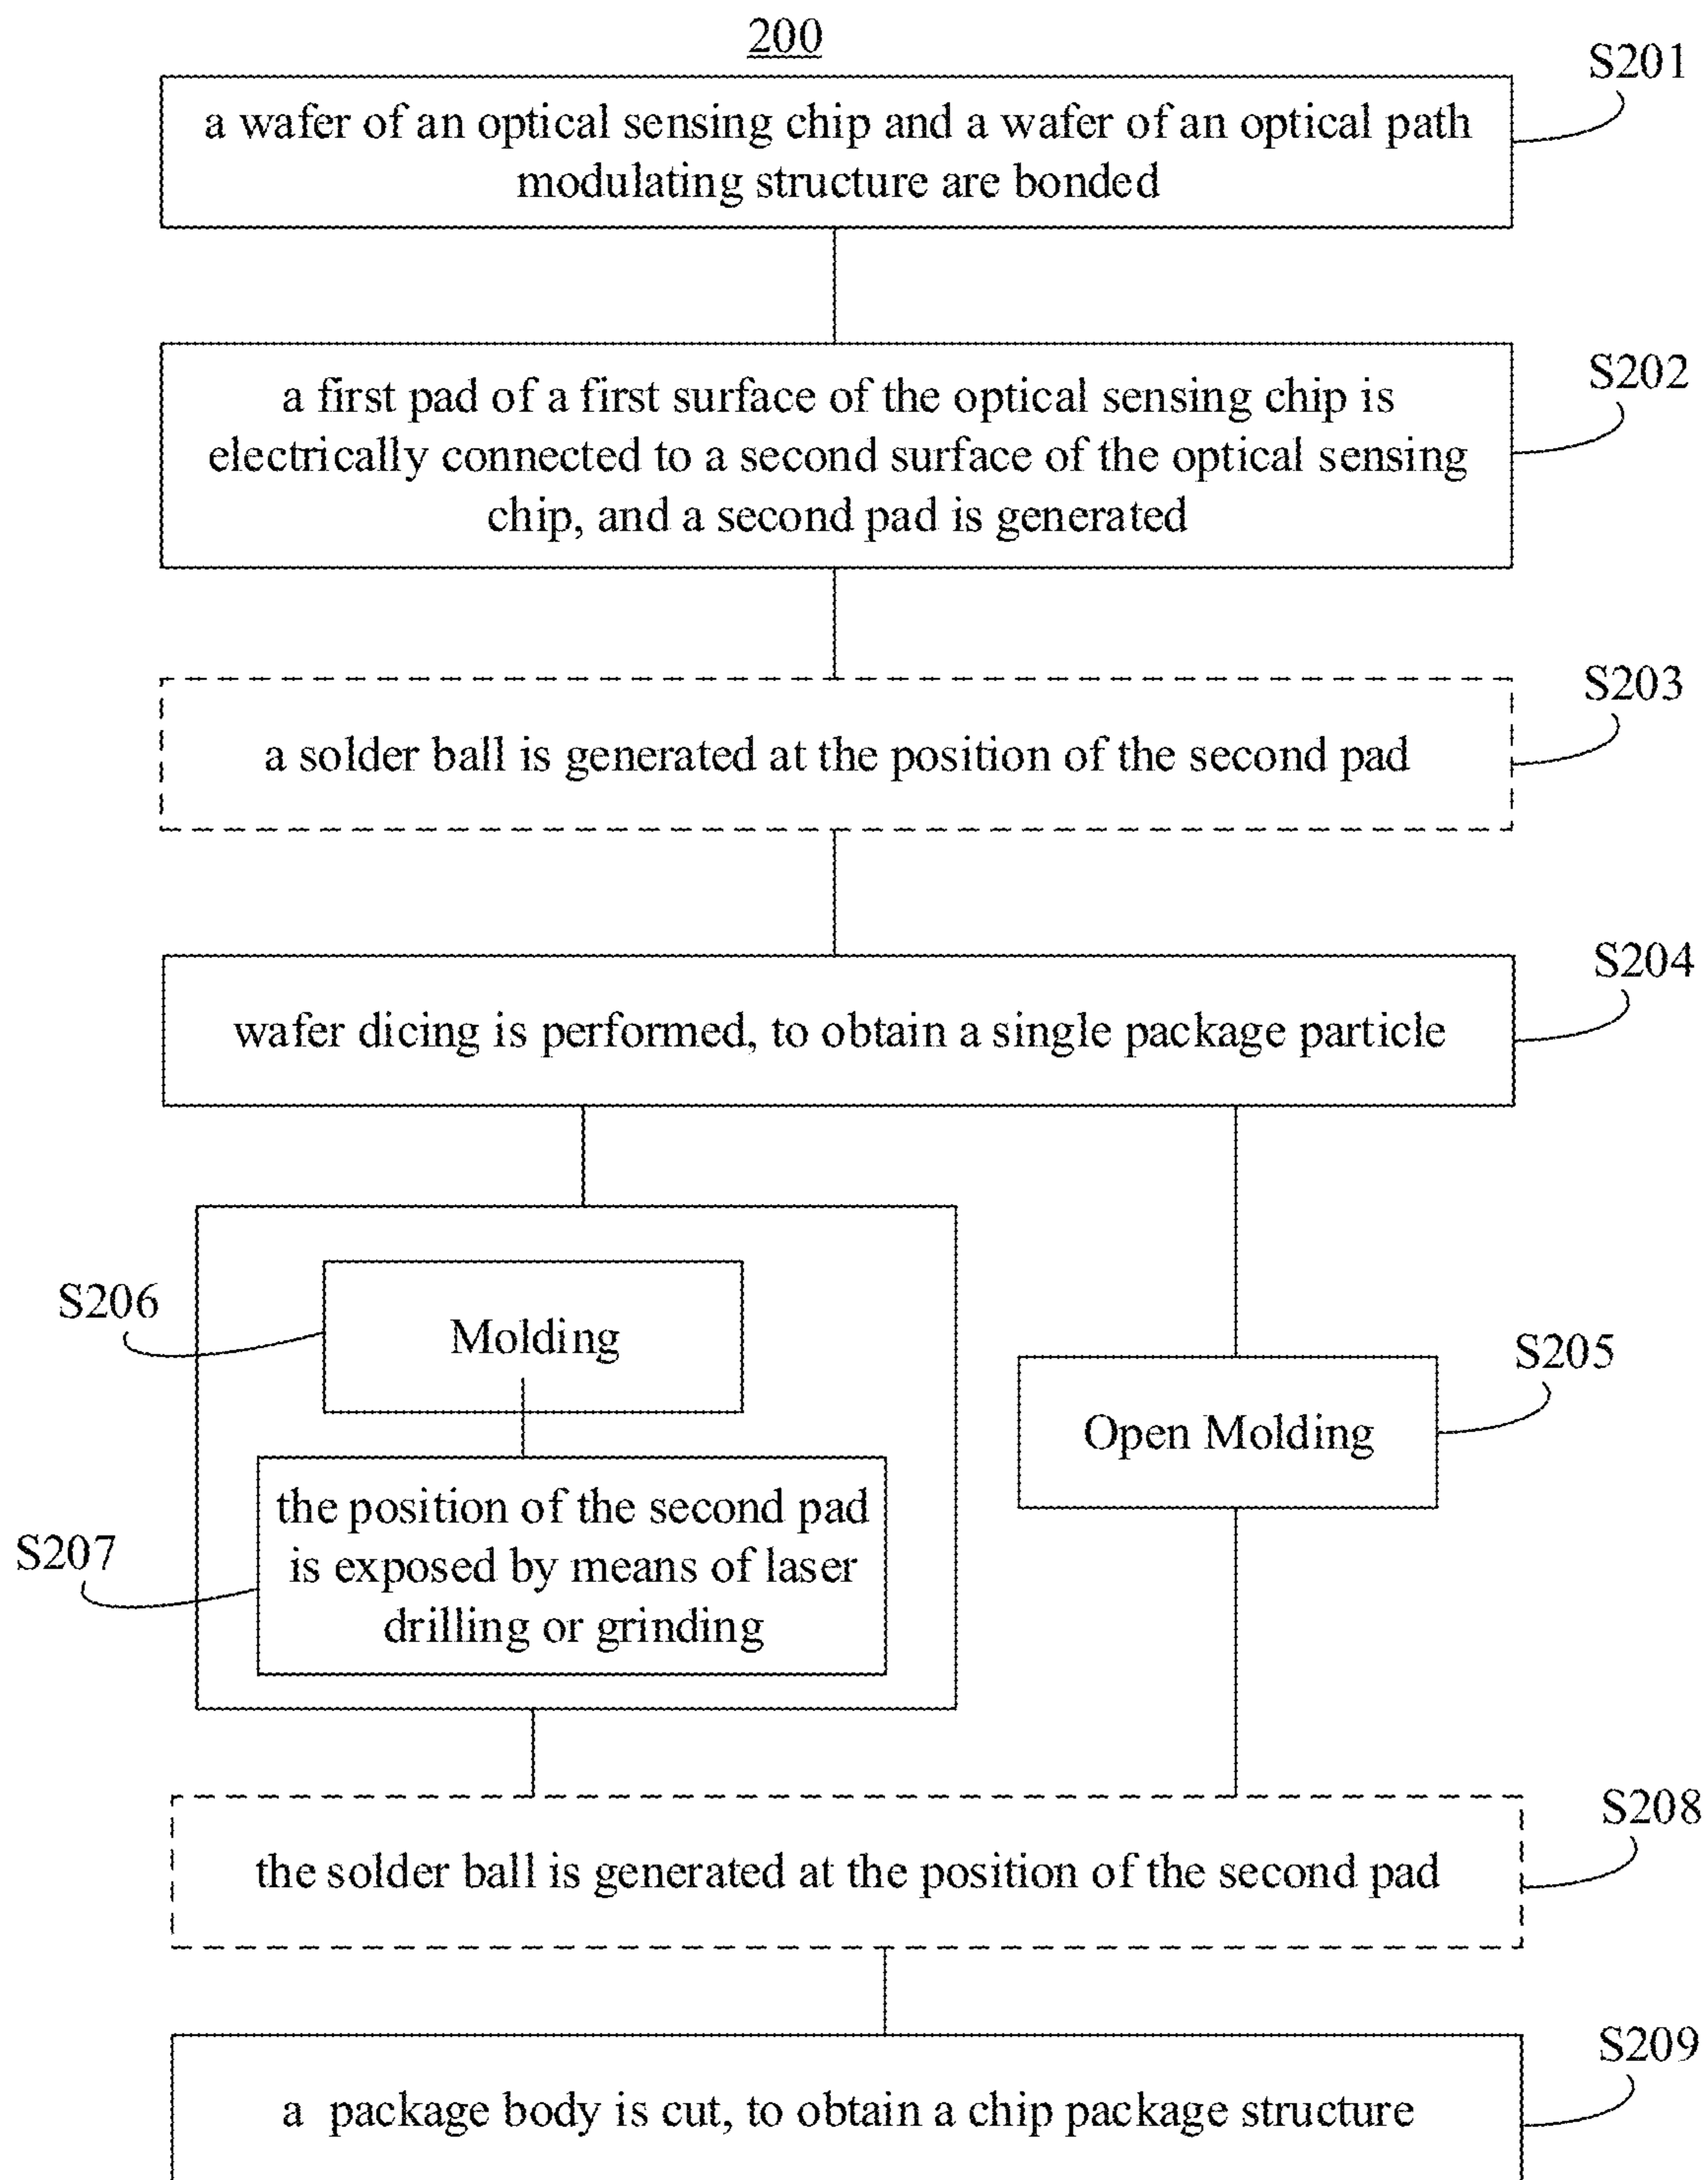 200
S201
a wafer of an optical sensing chip and a wafer of an optical path
modulating structure are bonded
S202
a first pad of a first surface of the optical sensing chip is
electrically connected to a second surface of the optical sensing
chip, and a second pad is generated
S203
a solder ball is generated at the position of the second pad
S204
wafer dicing is performed, to obtain a single package particle
S206
Molding
S205
Open Molding
S207
the position of the second pad
is exposed by means of laser
drilling or grinding
S208
the solder ball is generated at the position of the second pad
S209
a package body is cut, to obtain a chip package structure